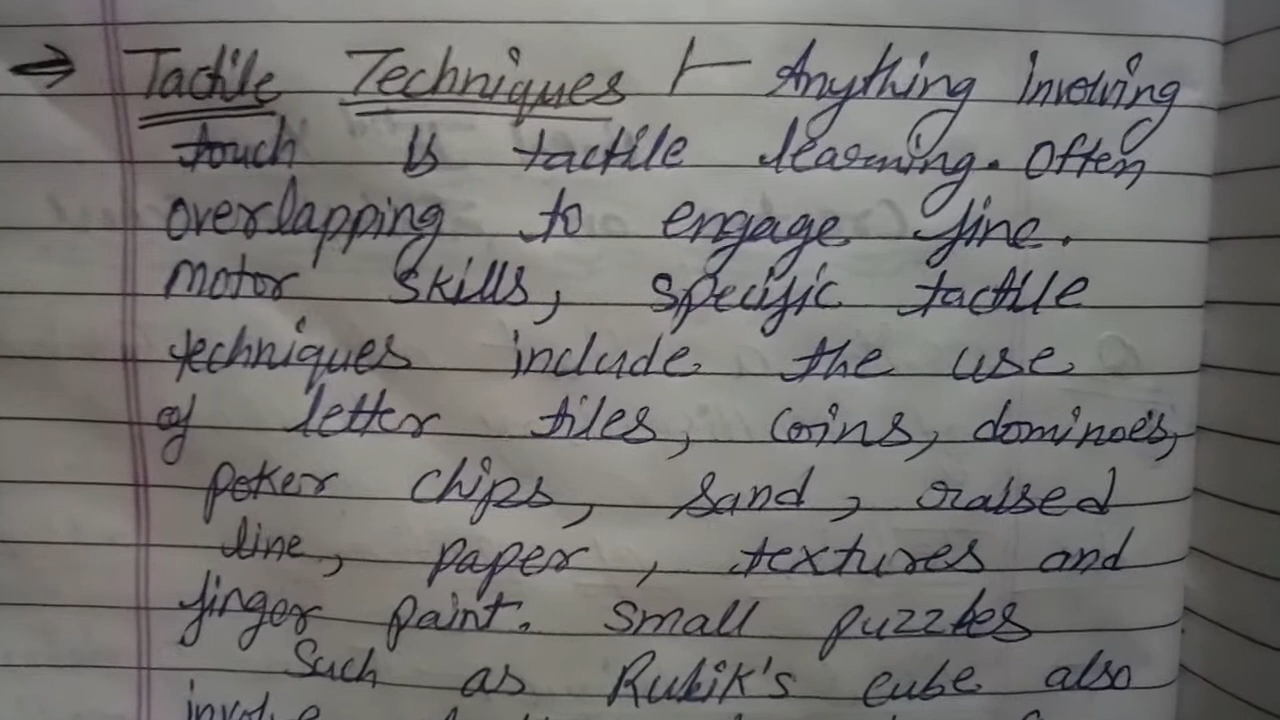 → Tactile Techniques :- Anything involving
touch is tactile learning. Often
overlapping to engage fine.
motor skills, specific tactile
techniques include the use
of letter tiles, coins, dominoes,
poker chips, sand, raised
line, paper, textures and
finger paint. Small puzzles
Such as Rubik's cube also
involve